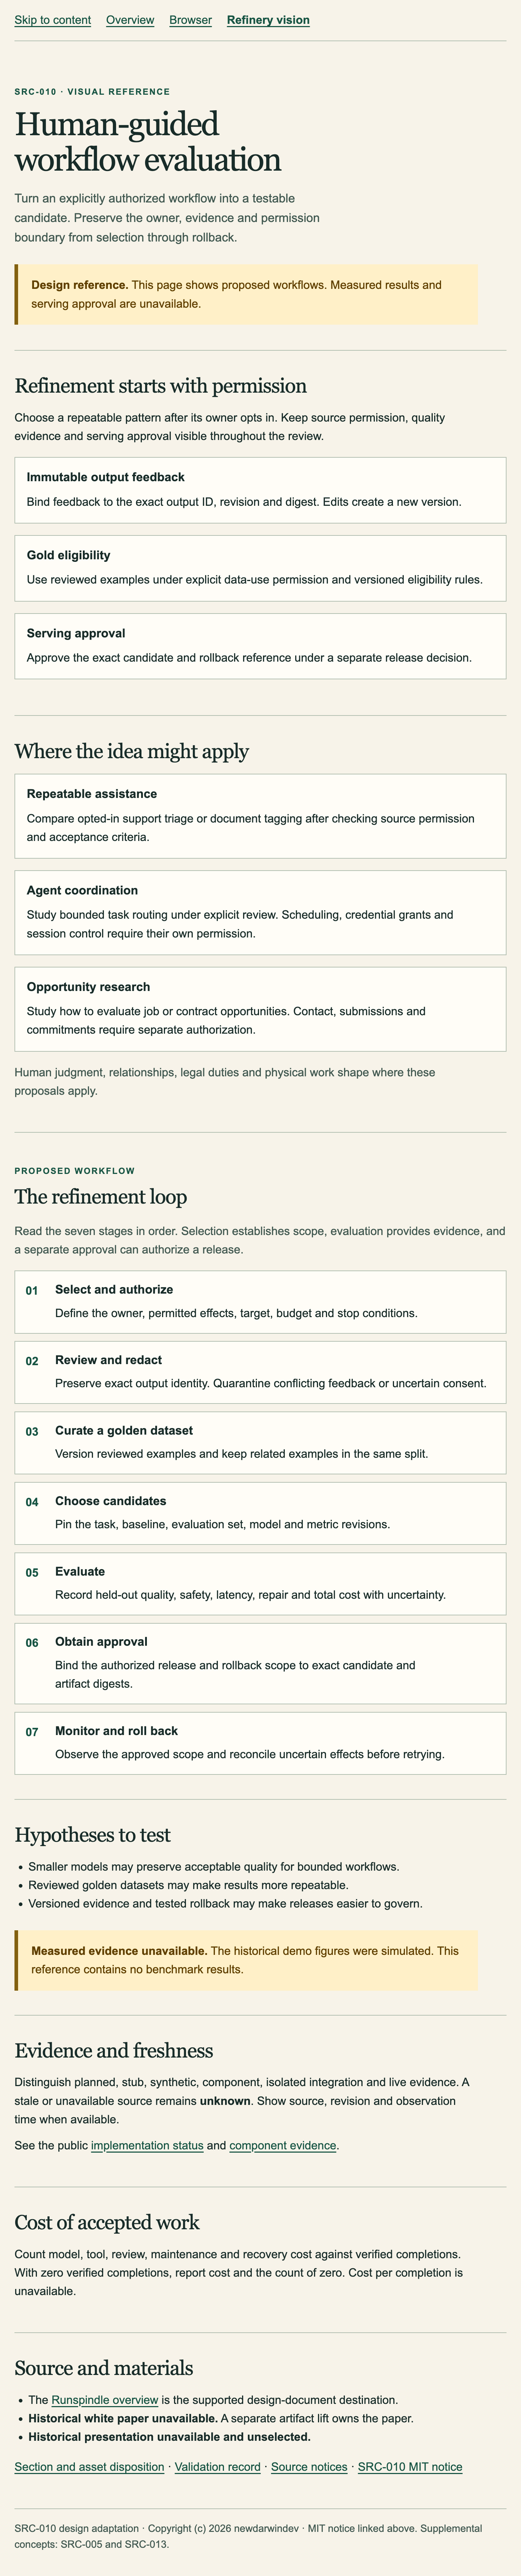 Skip to content Overview Browser Refinery vision
SRC-010 · VISUAL REFERENCE
Human-guided
workflow evaluation
Turn an explicitly authorized workflow into a testable
candidate. Preserve the owner, evidence and permission
boundary from selection through rollback.
Design reference. This page shows proposed workflows. Measured results and
serving approval are unavailable.
Refinement starts with permission
Choose a repeatable pattern after its owner opts in. Keep source permission, quality
evidence and serving approval visible throughout the review.
Immutable output feedback
Bind feedback to the exact output ID, revision and digest. Edits create a new version.
Gold eligibility
Use reviewed examples under explicit data-use permission and versioned eligibility rules.
Serving approval
Approve the exact candidate and rollback reference under a separate release decision.
Where the idea might apply
Repeatable assistance
Compare opted-in support triage or document tagging after checking source permission
and acceptance criteria.
Agent coordination
Study bounded task routing under explicit review. Scheduling, credential grants and
session control require their own permission.
Opportunity research
Study how to evaluate job or contract opportunities. Contact, submissions and
commitments require separate authorization.
Human judgment, relationships, legal duties and physical work shape where these
proposals apply.
PROPOSED WORKFLOW
The refinement loop
Read the seven stages in order. Selection establishes scope, evaluation provides evidence, and
a separate approval can authorize a release.
01 Select and authorize
Define the owner, permitted effects, target, budget and stop conditions.
02 Review and redact
Preserve exact output identity. Quarantine conflicting feedback or uncertain consent.
03 Curate a golden dataset
Version reviewed examples and keep related examples in the same split.
04 Choose candidates
Pin the task, baseline, evaluation set, model and metric revisions.
05 Evaluate
Record held-out quality, safety, latency, repair and total cost with uncertainty.
06 Obtain approval
Bind the authorized release and rollback scope to exact candidate and
artifact digests.
07 Monitor and roll back
Observe the approved scope and reconcile uncertain effects before retrying.
Hypotheses to test
• Smaller models may preserve acceptable quality for bounded workflows.
• Reviewed golden datasets may make results more repeatable.
• Versioned evidence and tested rollback may make releases easier to govern.
Measured evidence unavailable. The historical demo figures were simulated. This
reference contains no benchmark results.
Evidence and freshness
Distinguish planned, stub, synthetic, component, isolated integration and live evidence. A
stale or unavailable source remains unknown. Show source, revision and observation
time when available.
See the public implementation status and component evidence.
Cost of accepted work
Count model, tool, review, maintenance and recovery cost against verified completions.
With zero verified completions, report cost and the count of zero. Cost per completion is
unavailable.
Source and materials
• The Runspindle overview is the supported design-document destination.
• Historical white paper unavailable. A separate artifact lift owns the paper.
• Historical presentation unavailable and unselected.
Section and asset disposition · Validation record · Source notices · SRC-010 MIT notice
SRC-010 design adaptation · Copyright (c) 2026 newdarwindev · MIT notice linked above. Supplemental
concepts: SRC-005 and SRC-013.